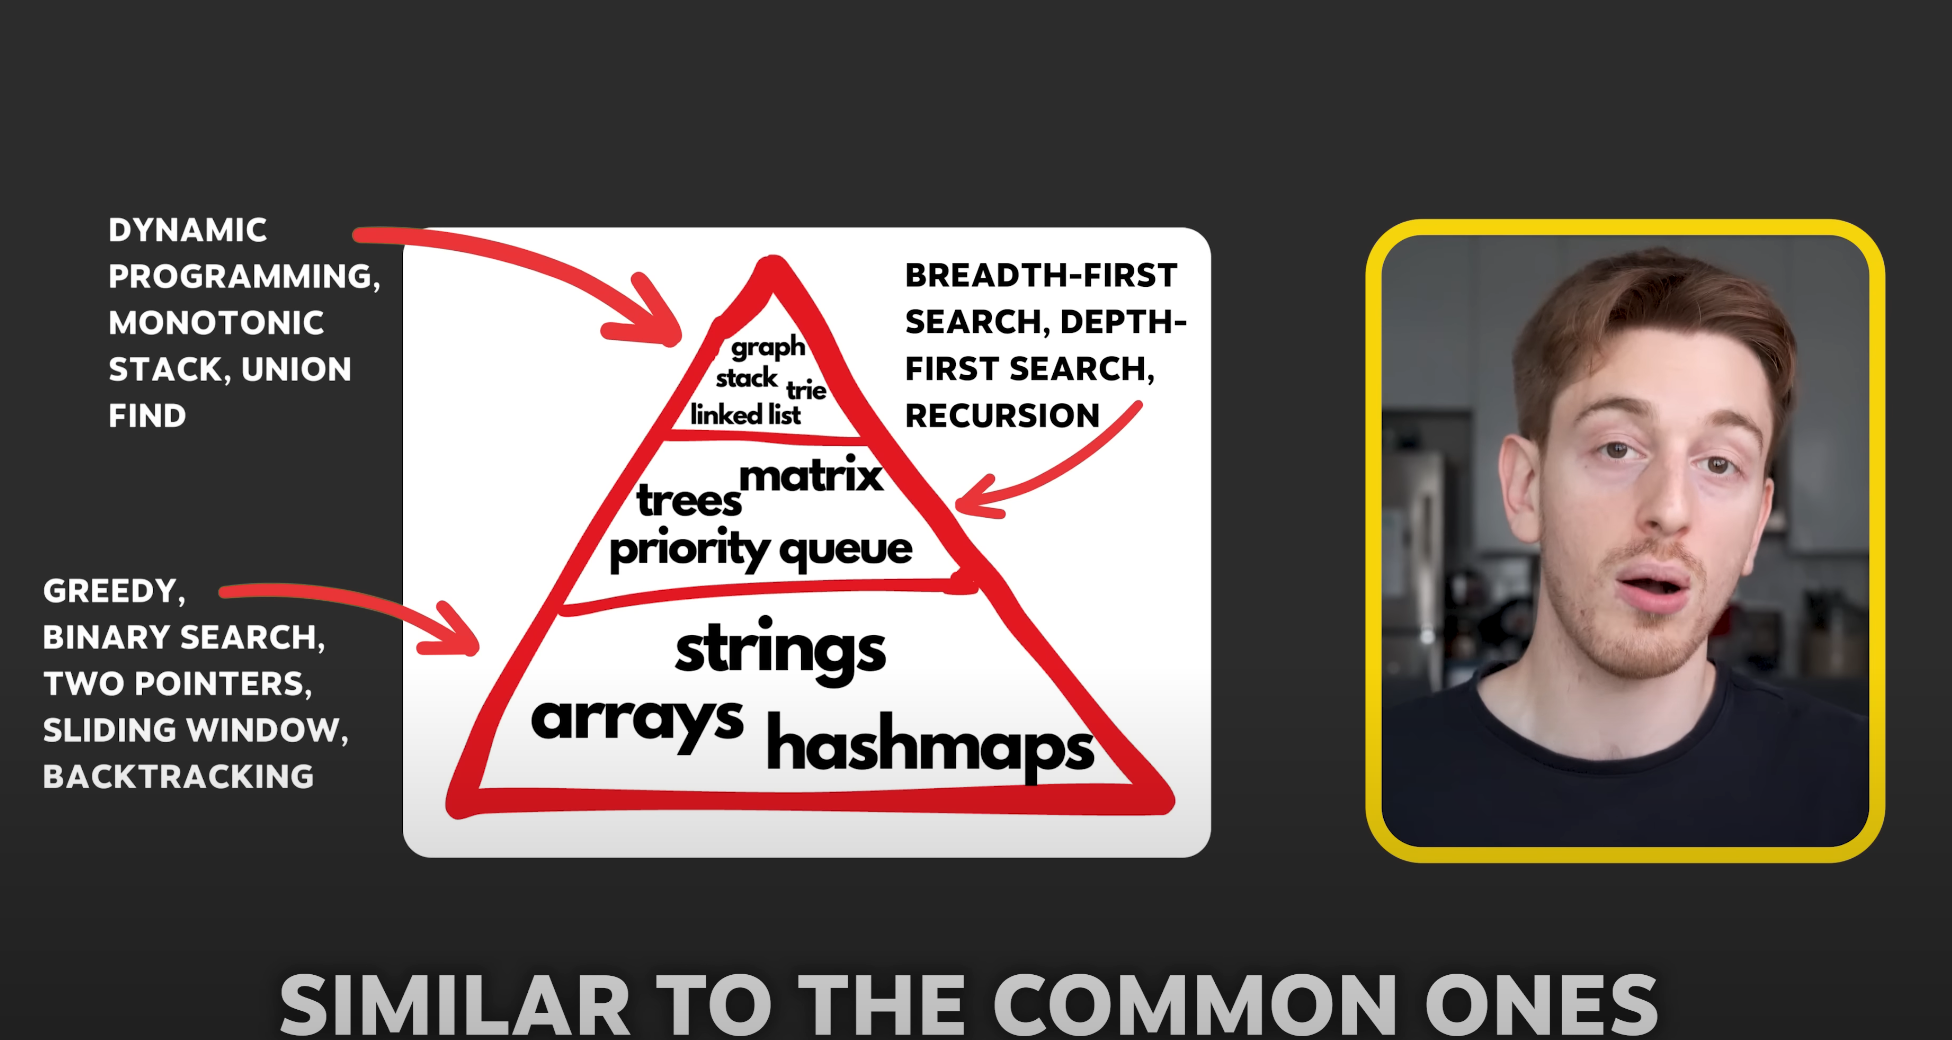 DYNAMIC
PROGRAMMING,
MONOTONIC
STACK, UNION
FIND
BREADTH-FIRST
SEARCH, DEPTH-
FIRST SEARCH,
RECURSION
graph
stack trie
linked list
matrix
trees
priority queue
GREEDY,
BINARY SEARCH,
TWO POINTERS,
SLIDING WINDOW,
BACKTRACKING
strings
arrays
hashmaps
SIMILAR TO THE COMMON ONES